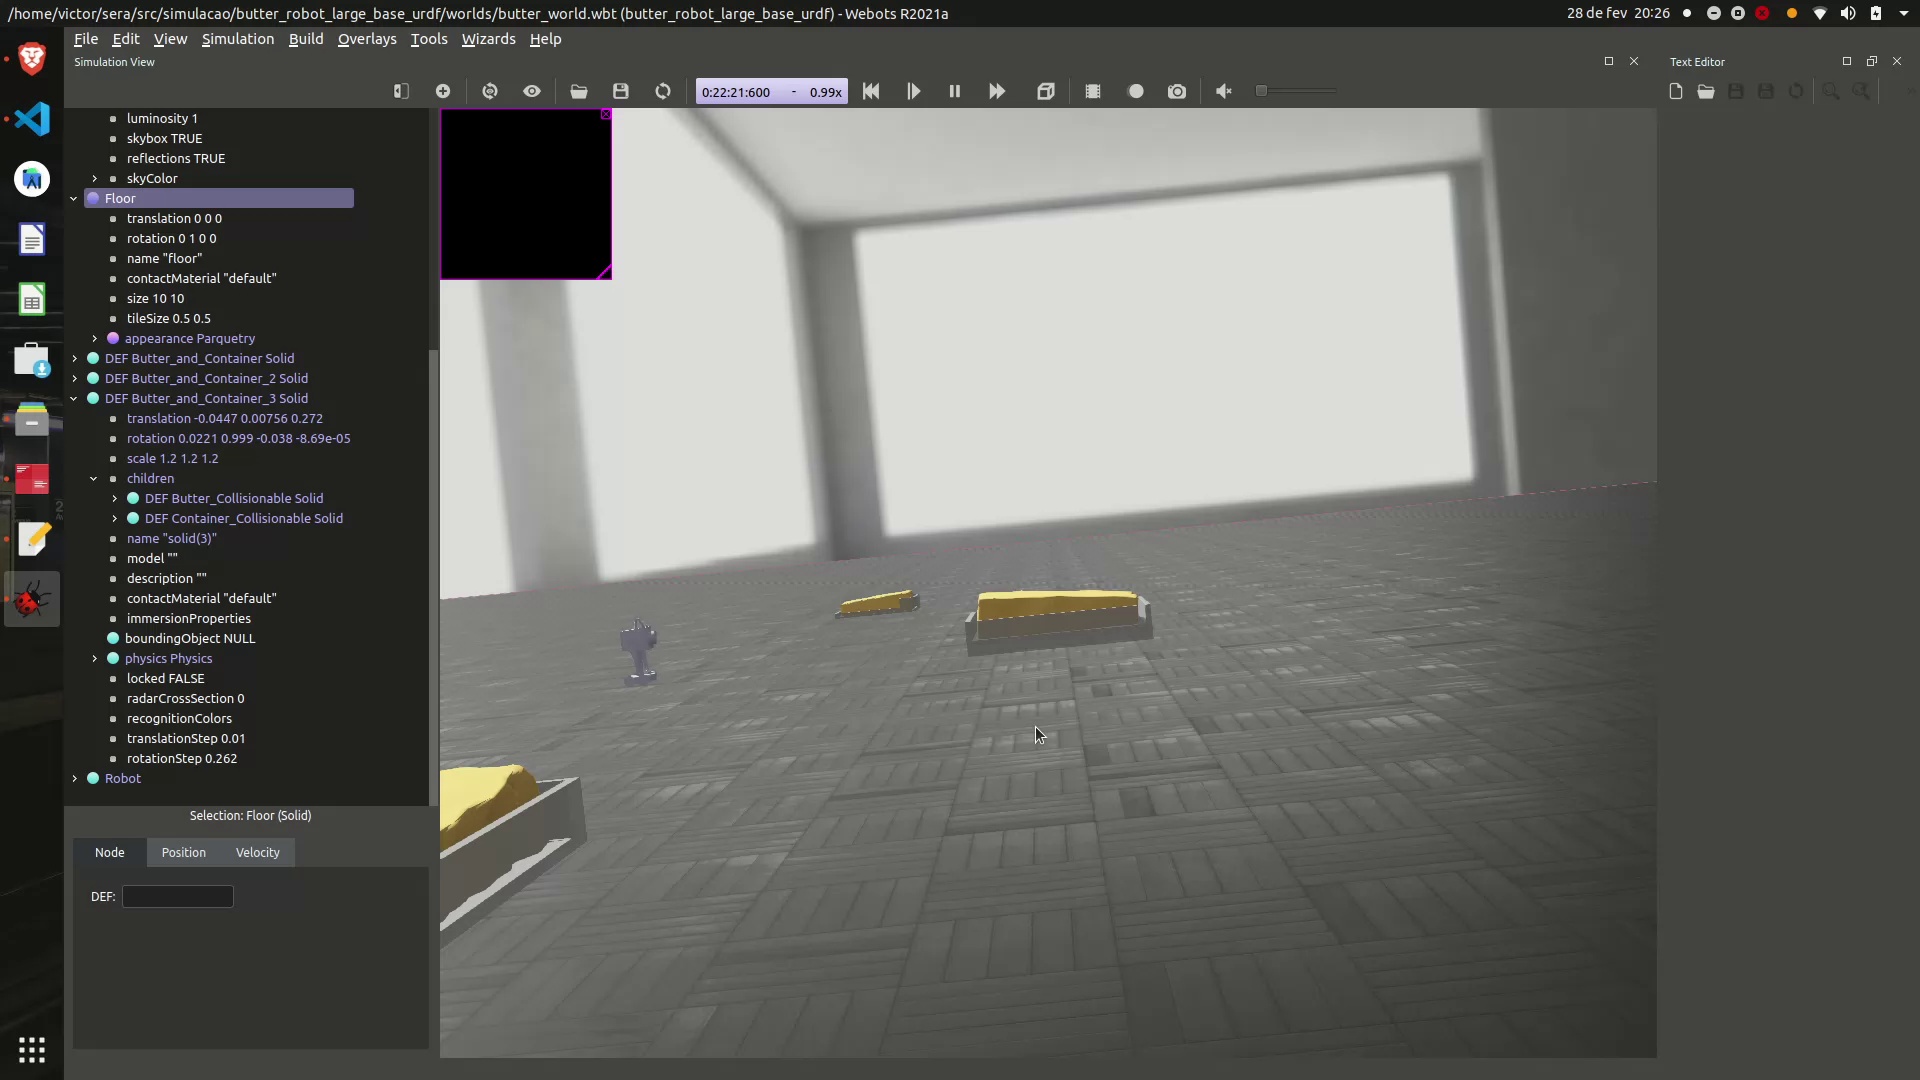 /home/victor/sera/src/simulacao/butter_robot_large_base_urdf/worlds/butter_world.wbt (butter_robot_large_base_urdf) - Webots R2021a
28 de fev 20:26
File Edit View Simulation Build Overlays Tools Wizards Help
Simulation View
Text Editor
0:22:21:600 - 0.99x
luminosity 1
skybox TRUE
reflections TRUE
skyColor
Floor
translation 0 0 0
rotation 0 1 0 0
name "floor"
contactMaterial "default"
size 10 10
tileSize 0.5 0.5
appearance Parquetry
DEF Butter_and_Container Solid
DEF Butter_and_Container_2 Solid
DEF Butter_and_Container_3 Solid
translation -0.0447 0.00756 0.272
rotation 0.0221 0.999 -0.038 -8.69e-05
scale 1.2 1.2 1.2
children
DEF Butter_Collisionable Solid
DEF Container_Collisionable Solid
name "solid(3)"
model ""
description ""
contactMaterial "default"
immersionProperties
boundingObject NULL
physics Physics
locked FALSE
radarCrossSection 0
recognitionColors
translationStep 0.01
rotationStep 0.262
Robot
Selection: Floor (Solid)
Node Position Velocity
DEF: